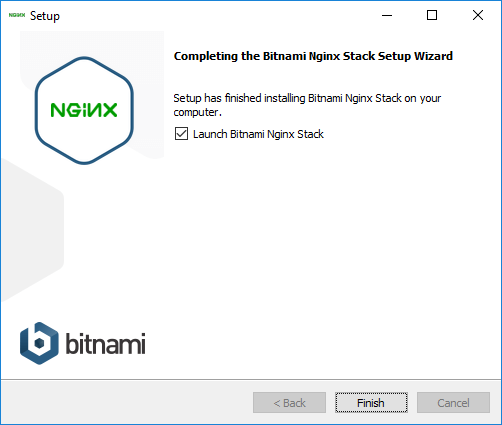 NGiNX Setup
Completing the Bitnami Nginx Stack Setup Wizard
NGiNX
Setup has finished installing Bitnami Nginx Stack on your
computer.
Launch Bitnami Nginx Stack
bitnami
< Back
Finish
Cancel